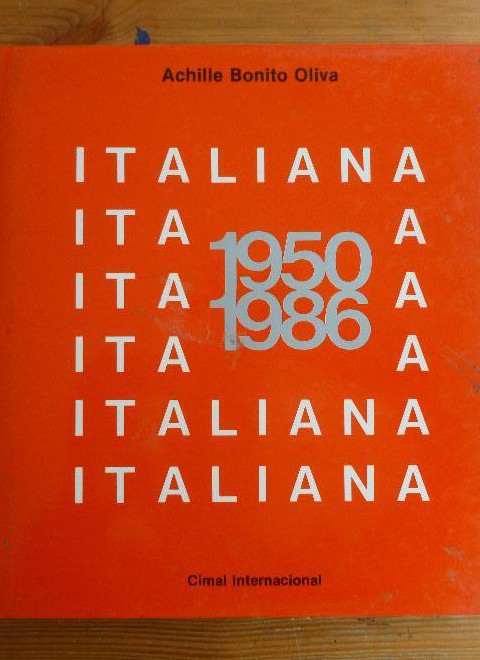 Achille Bonito Oliva
ITALIANA
ITA A
1950
ITA A
1986
ITA A
ITALIANA
ITALIANA
Cimal Internacional